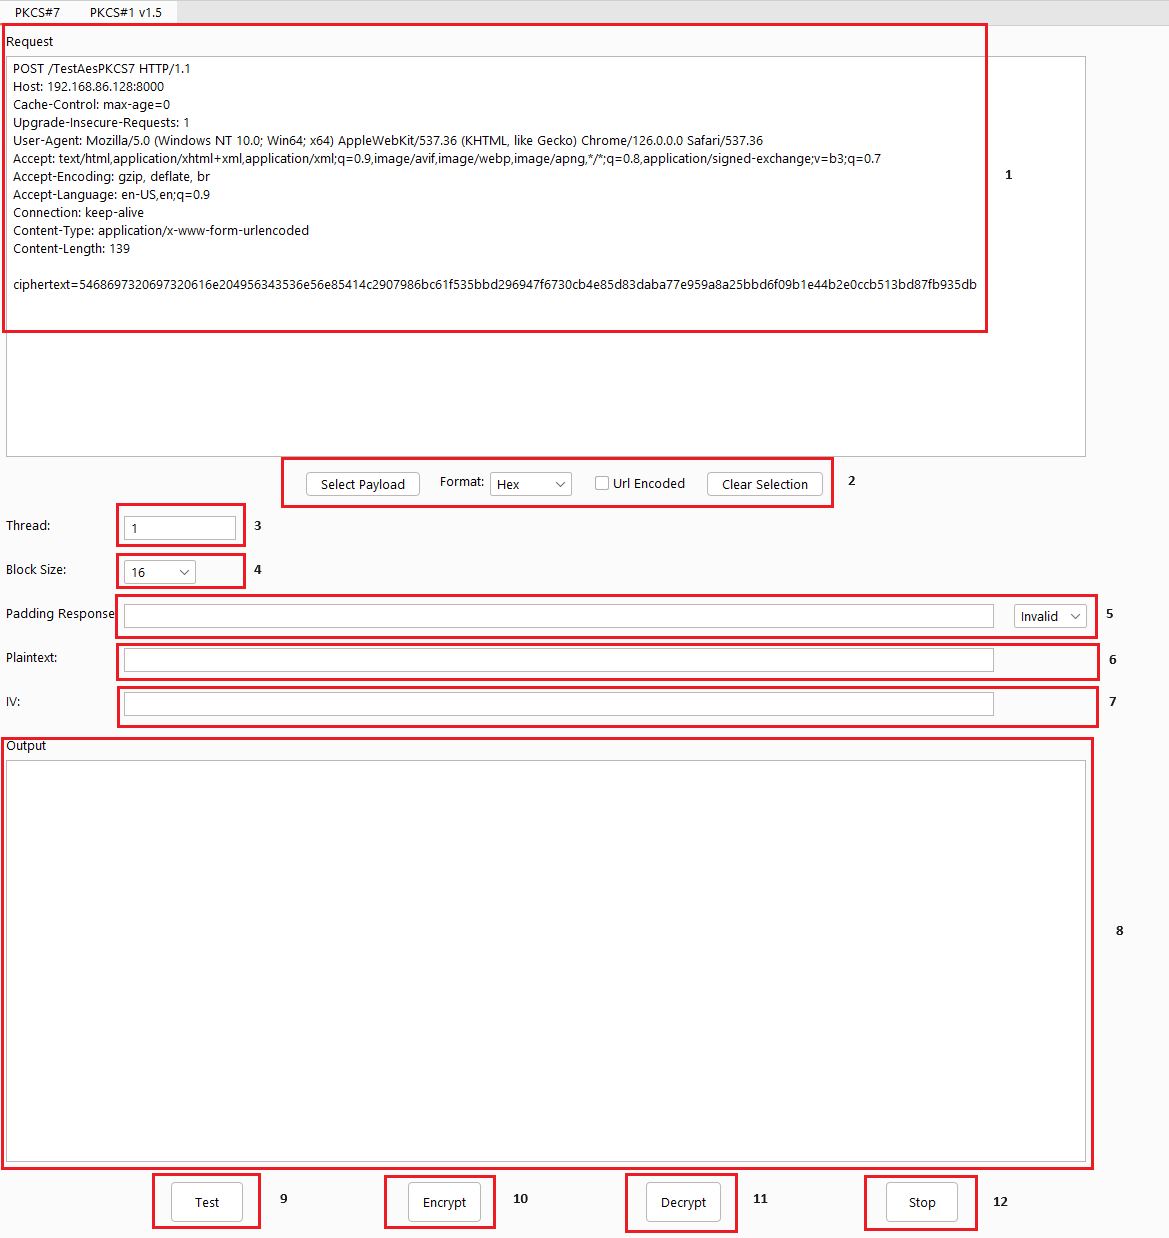 PKCS#7 PKCS#1 v1.5
Request
POST /TestAesPKCS7 HTTP/1.1
Host: 192.168.86.128:8000
Cache-Control: max-age=0
Upgrade-Insecure-Requests: 1
User-Agent: Mozilla/5.0 (Windows NT 10.0; Win64; x64) AppleWebKit/537.36 (KHTML, like Gecko) Chrome/126.0.0.0 Safari/537.36
Accept: text/html,application/xhtml+xml,application/xml;q=0.9,image/avif,image/webp,image/apng,*/*;q=0.8,application/signed-exchange;v=b3;q=0.7
Accept-Encoding: gzip, deflate, br
Accept-Language: en-US,en;q=0.9
Connection: keep-alive
Content-Type: application/x-www-form-urlencoded
Content-Length: 139
ciphertext=5468697320697320616e204956343536e56e85414c2907986bc61f535bbd296947f6730cb4e85d83daba77e959a8a25bbd6f09b1e44b2e0ccb513bd87fb935db
1
Select Payload Format: Hex Url Encoded Clear Selection 2
Thread: 1 3
Block Size: 16 4
Padding Response Invalid 5
Plaintext: 6
IV: 7
Output
8
Test 9 Encrypt 10 Decrypt 11 Stop 12